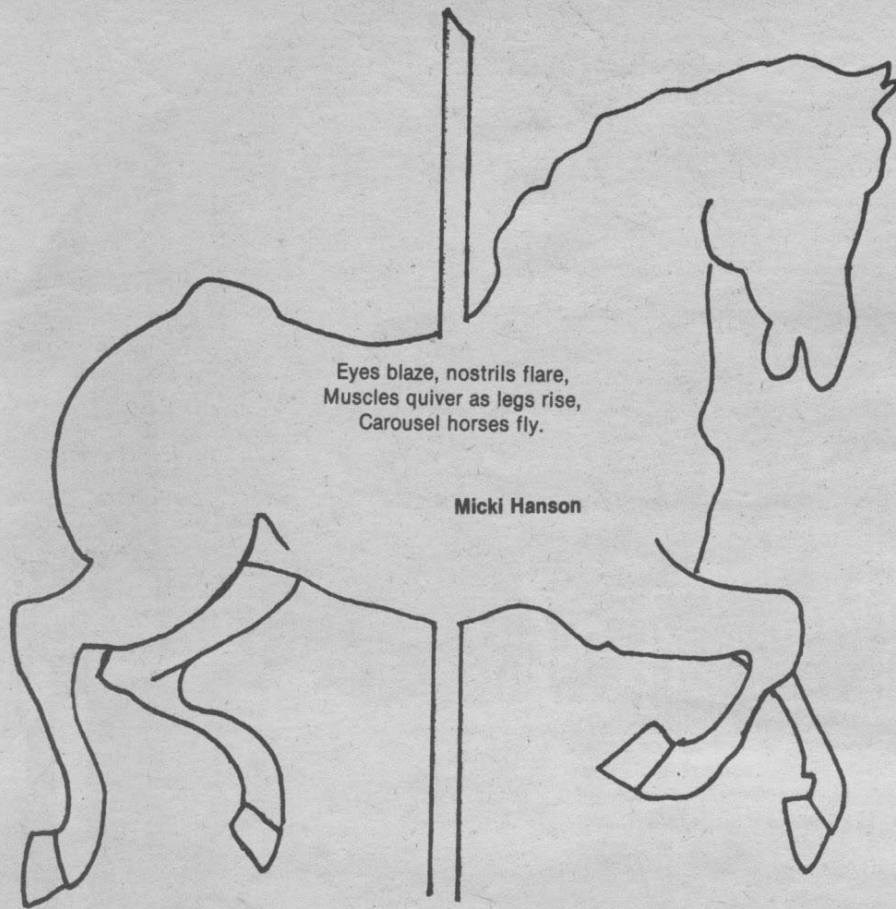 Eyes blaze, nostrils flare,
Muscles quiver as legs rise,
Carousel horses fly.
Micki Hanson